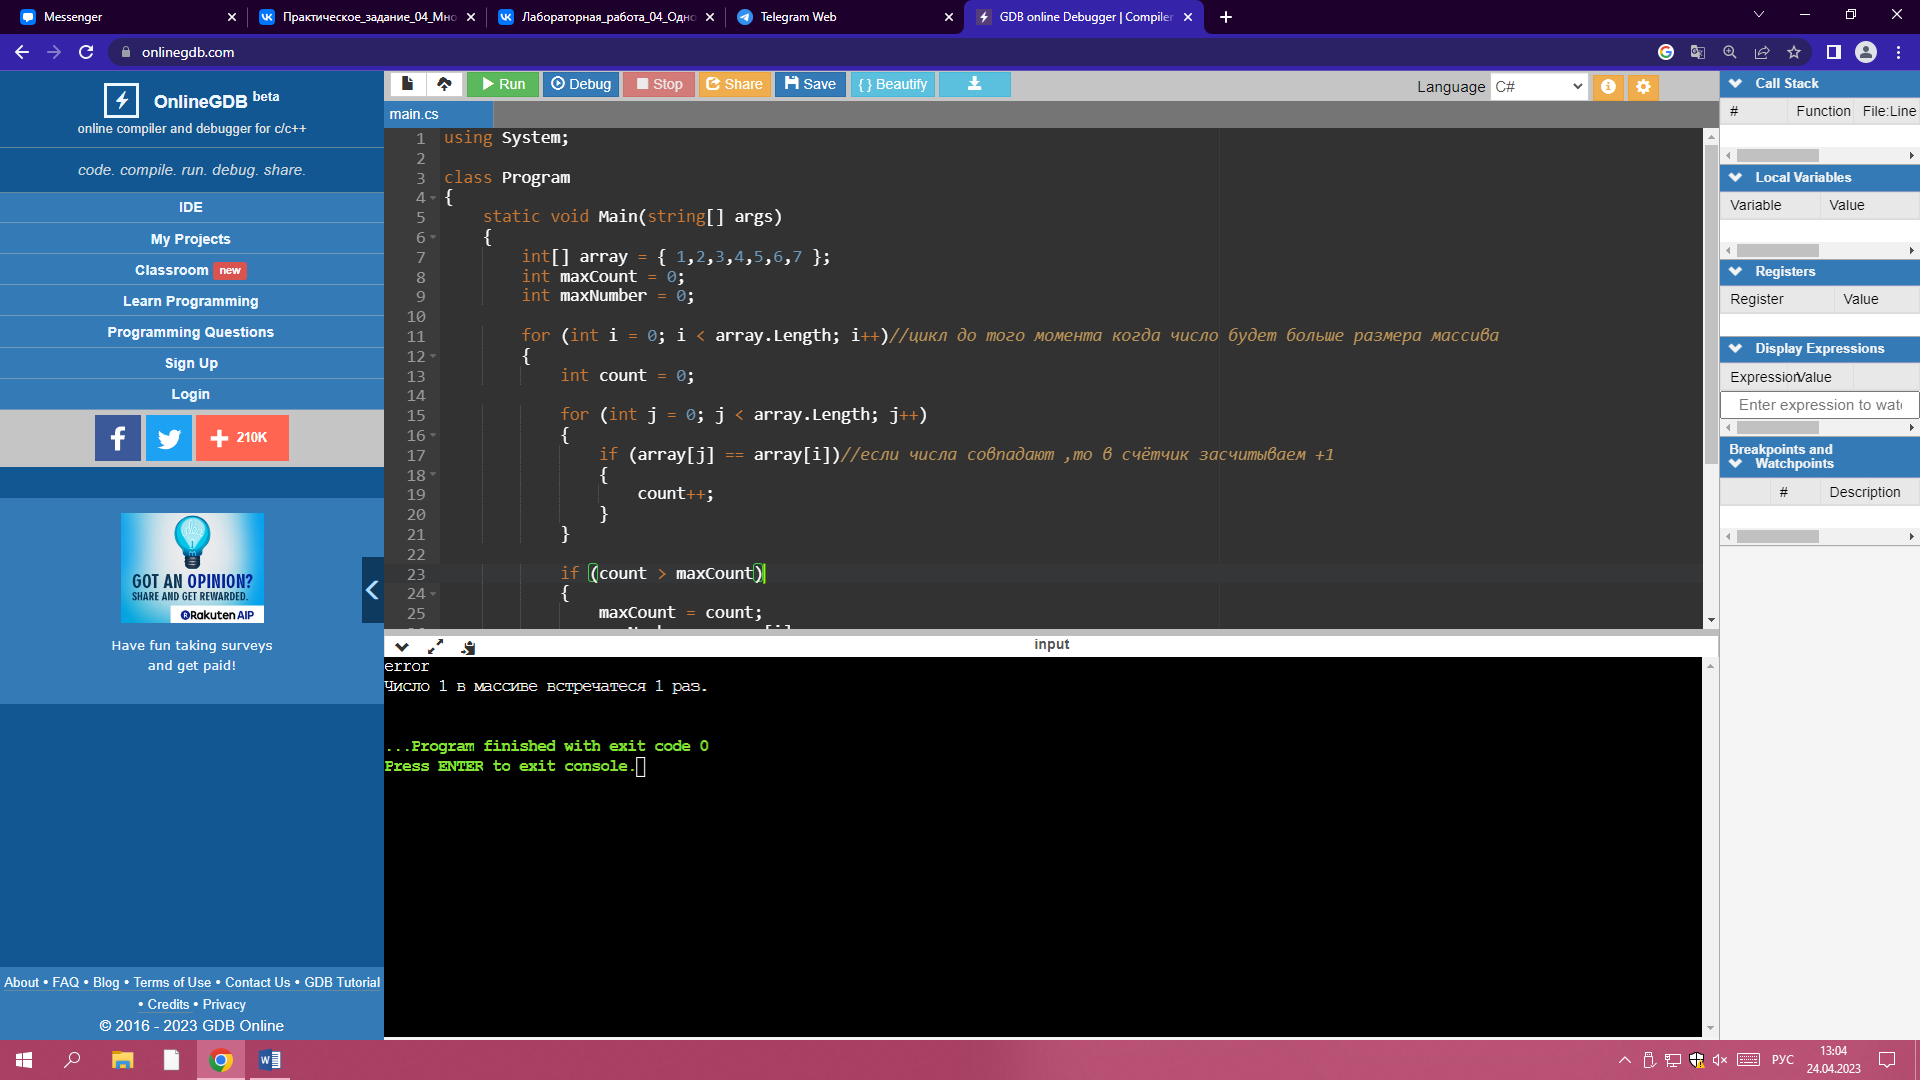 Messenger
Практическое_задание_04_Мно
Лабораторная_работа_04_Одно
Telegram Web
GDB online Debugger | Compiler
onlinegdb.com
OnlineGDB beta
online compiler and debugger for c/c++
code. compile. run. debug. share.
IDE
My Projects
Classroom new
Learn Programming
Programming Questions
Sign Up
Login
210K
GOT AN OPINION?
SHARE AND GET REWARDED.
Rakuten AIP
Have fun taking surveys
and get paid!
About • FAQ • Blog • Terms of Use • Contact Us • GDB Tutorial
• Credits • Privacy
© 2016 - 2023 GDB Online
Run
Debug
Stop
Share
Save
{ } Beautify
Language C#
main.cs
1 using System;
2
3 class Program
4 {
5 static void Main(string[] args)
6 {
7 int[] array = { 1,2,3,4,5,6,7 };
8 int maxCount = 0;
9 int maxNumber = 0;
10
11 for (int i = 0; i < array.Length; i++)//цикл до того момента когда число будет больше размера массива
12 {
13 int count = 0;
14
15 for (int j = 0; j < array.Length; j++)
16 {
17 if (array[j] == array[i])//если числа совпадают ,то в счётчик засчитываем +1
18 {
19 count++;
20 }
21 }
22
23 if (count > maxCount)
24 {
25 maxCount = count;
input
error
Число 1 в массиве встречатеся 1 раз.
...Program finished with exit code 0
Press ENTER to exit console.
Call Stack
# Function File:Line
Local Variables
Variable Value
Registers
Register Value
Display Expressions
Expression Value
Enter expression to wat
Breakpoints and
Watchpoints
# Description
РУС
13:04
24.04.2023